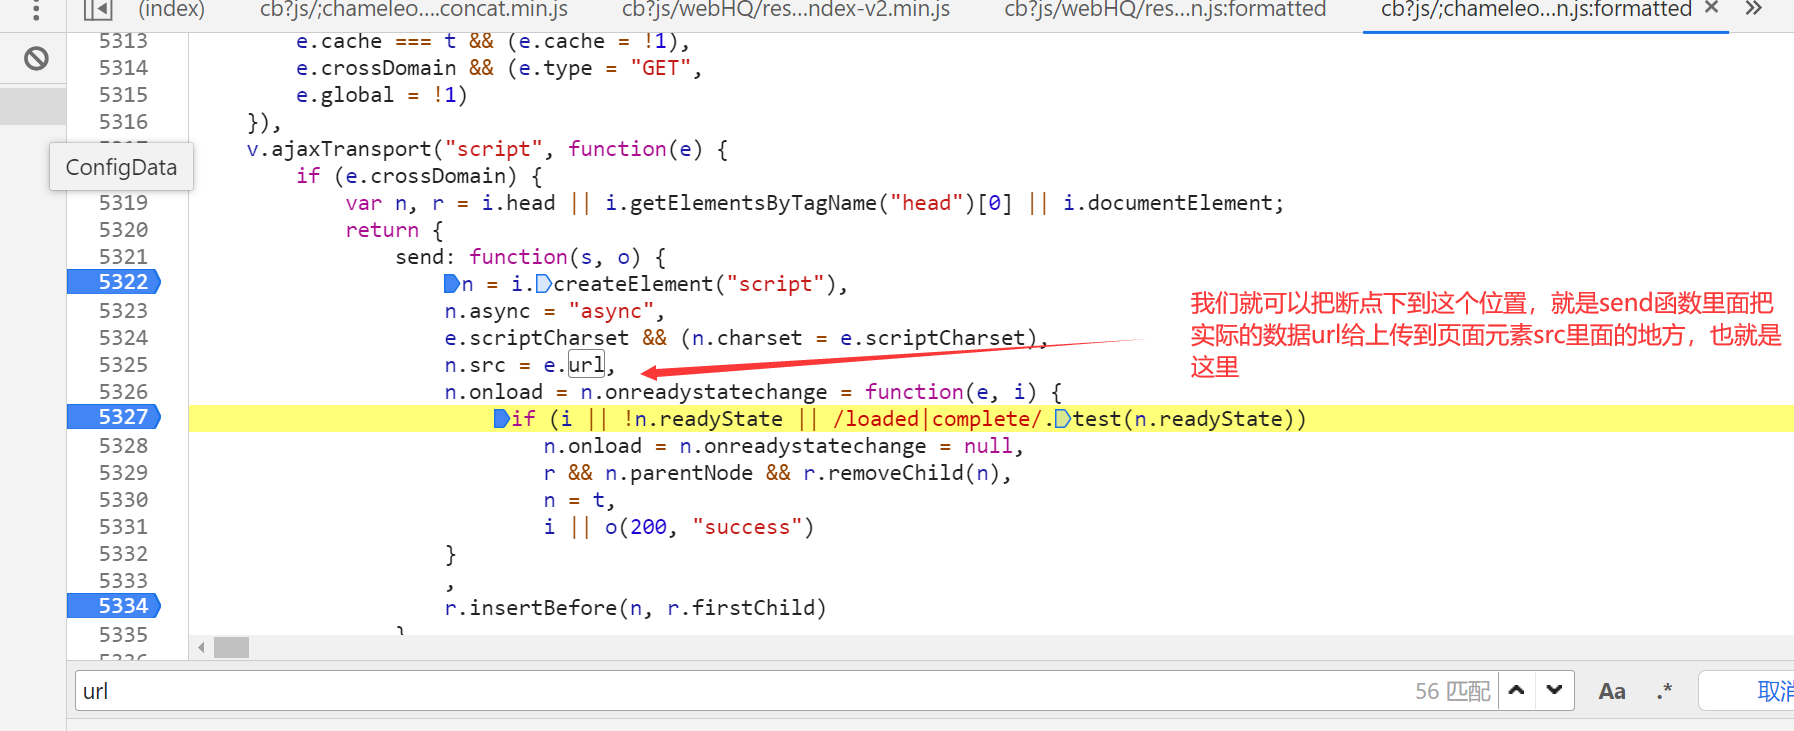 (index) cb?js/;chameleo....concat.min.js cb?js/webHQ/res...ndex-v2.min.js cb?js/webHQ/res...n.js:formatted cb?js/;chameleo...n.js:formatted
5313 e.cache === t && (e.cache = !1),
5314 e.crossDomain && (e.type = "GET",
5315 e.global = !1)
5316 }),
v.ajaxTransport("script", function(e) {
ConfigData
if (e.crossDomain) {
5319 var n, r = i.head || i.getElementsByTagName("head")[0] || i.documentElement;
5320 return {
5321 send: function(s, o) {
5322 n = i.createElement("script"),
5323 n.async = "async",
5324 e.scriptCharset && (n.charset = e.scriptCharset),
5325 n.src = e.url,
5326 n.onload = n.onreadystatechange = function(e, i) {
5327 if (i || !n.readyState || /loaded|complete/.test(n.readyState))
5328 n.onload = n.onreadystatechange = null,
5329 r && n.parentNode && r.removeChild(n),
5330 n = t,
5331 i || o(200, "success")
5332 }
5333 ,
5334 r.insertBefore(n, r.firstChild)
5335
我们就可以把断点下到这个位置，就是send函数里面把
实际的数据url给上传到页面元素src里面的地方，也就是
这里
url 56 匹配 Aa .* 取消